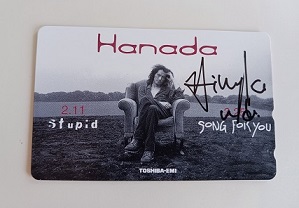 Hanada
2.11
Stupid
SONG FOR YOU
TOSHIBA-EMI